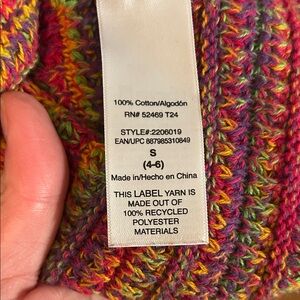 100% Cotton/Algodón
RN# 52469 T24
STYLE#:2206019
EAN/UPC 887985310849
S
(4-6)
Made in/Hecho en China
THIS LABEL YARN IS
MADE OUT OF
100% RECYCLED
POLYESTER
MATERIALS